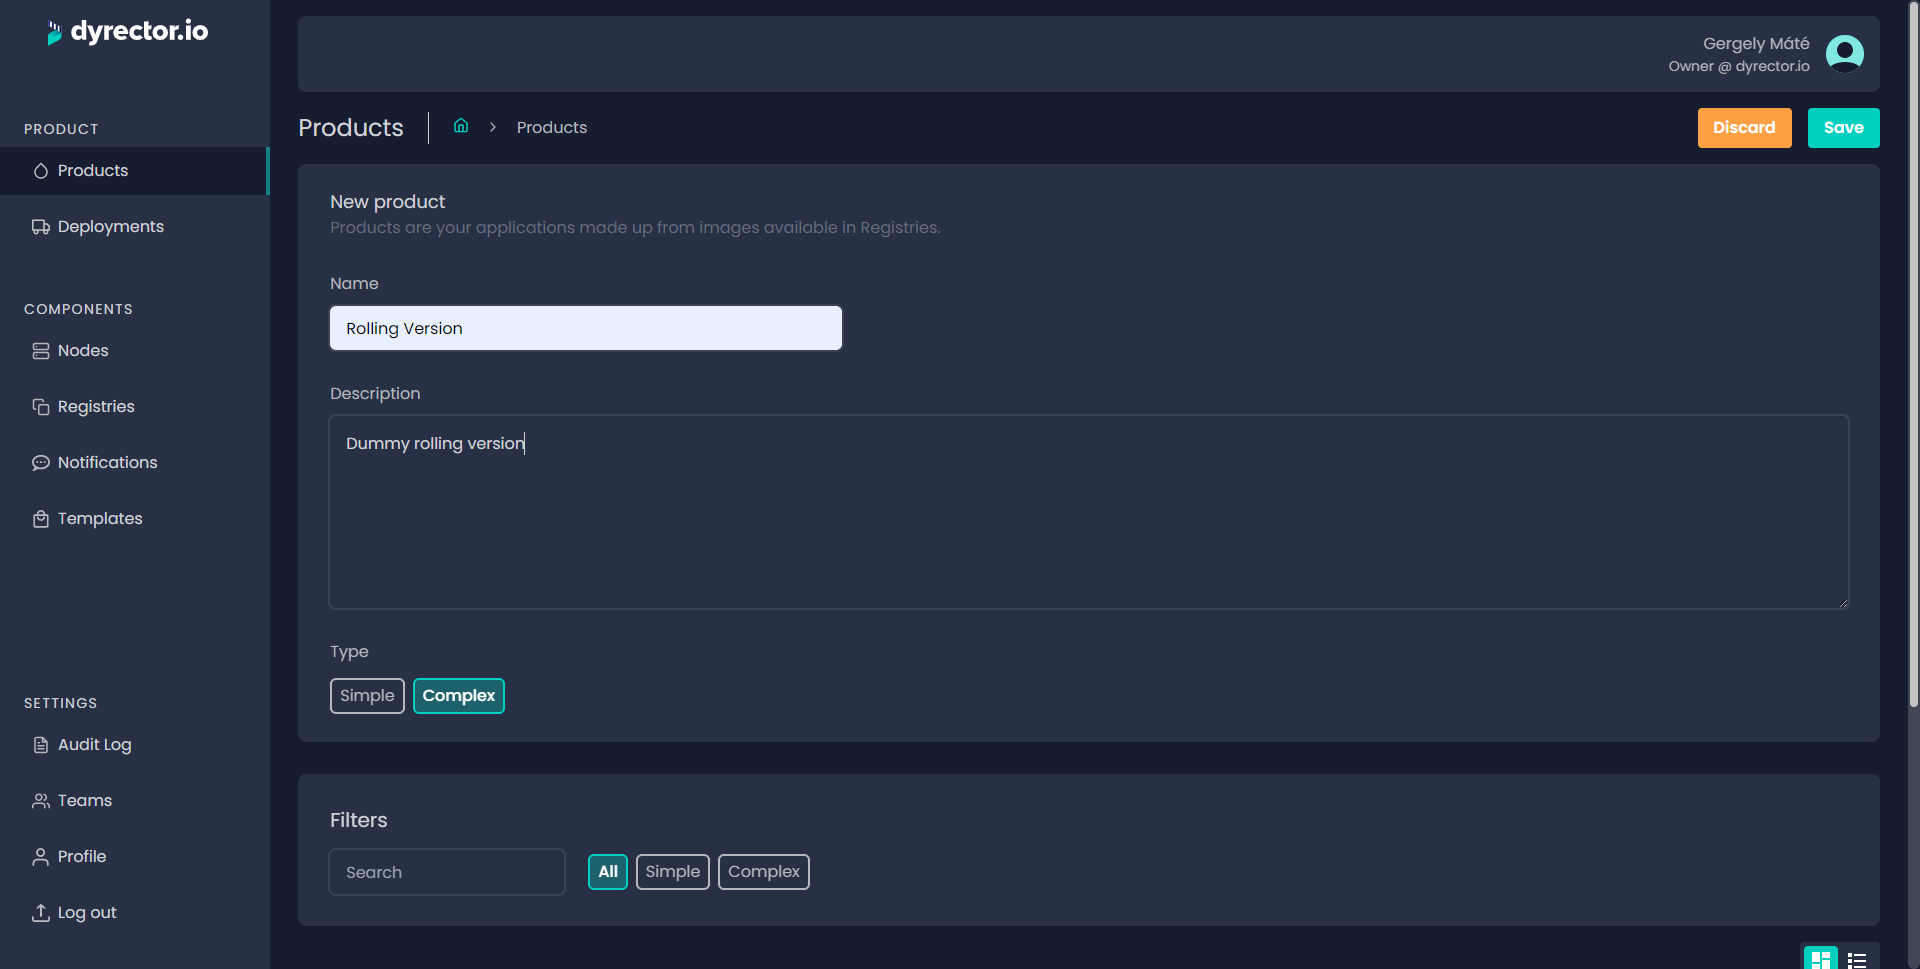 dyrector.io
Gergely Máté
Owner @ dyrector.io
PRODUCT
Products
Deployments
COMPONENTS
Nodes
Registries
Notifications
Templates
SETTINGS
Audit Log
Teams
Profile
Log out
Products
Products
Discard
Save
New product
Products are your applications made up from images available in Registries.
Name
Rolling Version
Description
Dummy rolling version
Type
Simple
Complex
Filters
Search
All
Simple
Complex